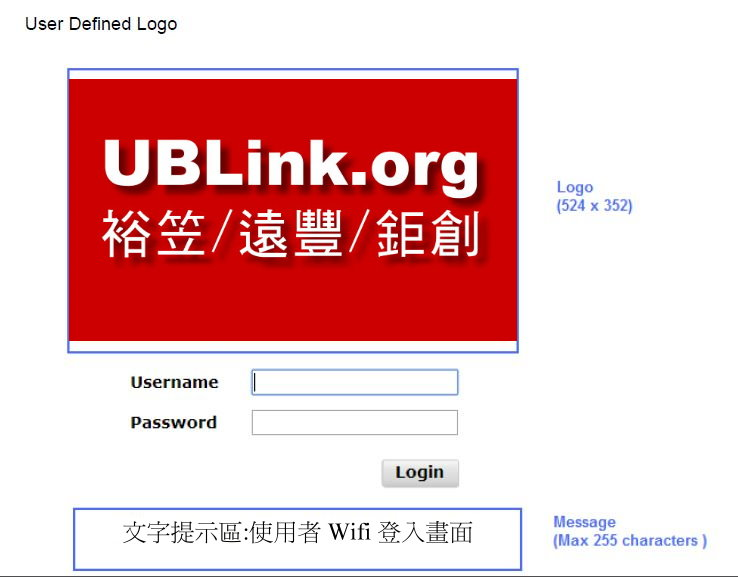 User Defined Logo
UBLink.org
裕笠/遠豐/鉅創
Logo
(524 x 352)
Username
Password
Login
文字提示區:使用者 Wifi 登入畫面
Message
(Max 255 characters )